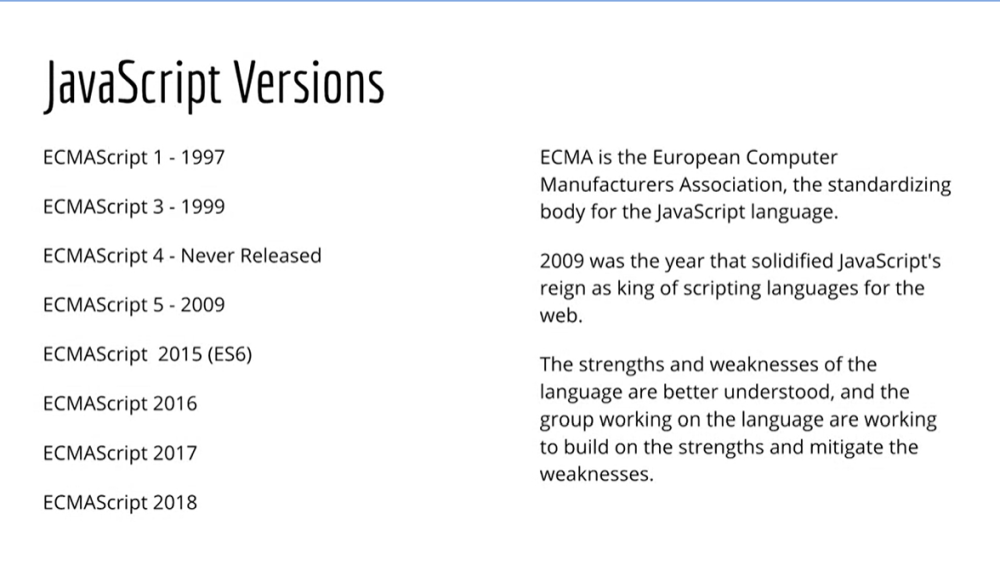 JavaScript Versions
ECMAScript 1 - 1997
ECMAScript 3 - 1999
ECMAScript 4 - Never Released
ECMAScript 5 - 2009
ECMAScript  2015 (ES6)
ECMAScript 2016
ECMAScript 2017
ECMAScript 2018
ECMA is the European Computer
Manufacturers Association, the standardizing
body for the JavaScript language.
2009 was the year that solidified JavaScript's
reign as king of scripting languages for the
web.
The strengths and weaknesses of the
language are better understood, and the
group working on the language are working
to build on the strengths and mitigate the
weaknesses.